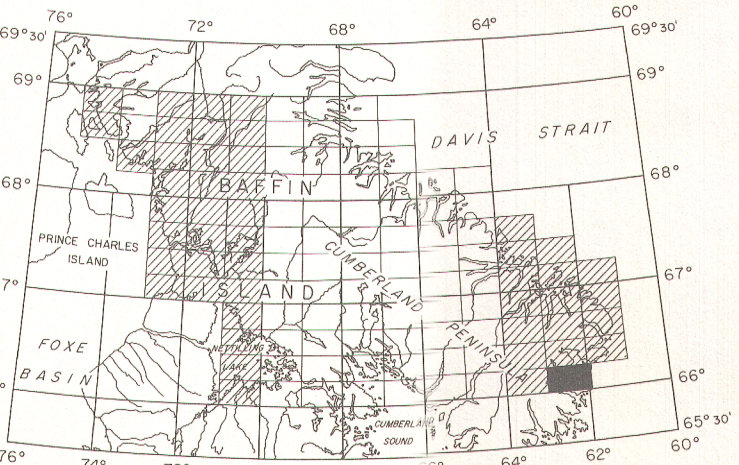 76°
72°
68°
64°
60°
69° 30'
69° 30'
69°
69°
DAVIS STRAIT
68°
68°
BAFFIN
PRINCE CHARLES
ISLAND
CUMBERLAND
67°
7°
ISLAND
PENINSULA
FOXE
NETTILLING
LAKE
BASIN
66°
CUMBERLAND
SOUND
65° 30'
76°
74°
64°
62°
60°